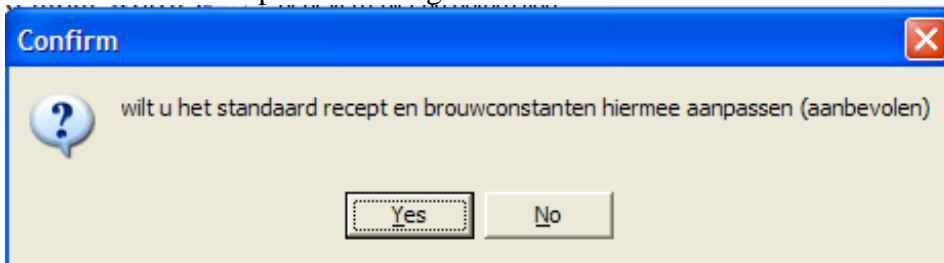 Confirm
wilt u het standaard recept en brouwconstanten hiermee aanpassen (aanbevolen)
Yes
No